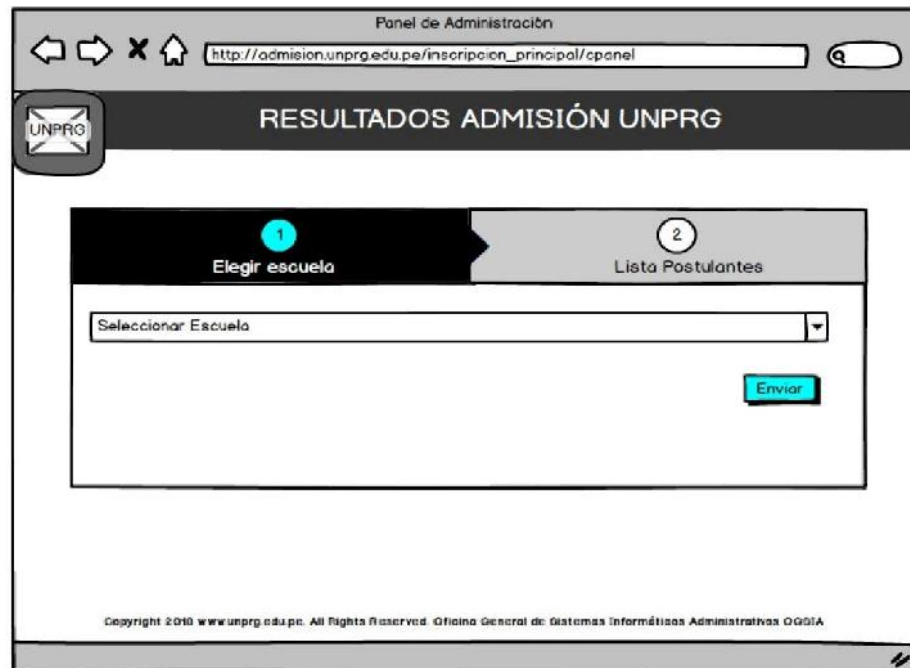 Panel de Administración
http://admision.unprg.edu.pe/inscripcion_principal/cpanel
UNPRG
RESULTADOS ADMISIÓN UNPRG
1
Elegir escuela
2
Lista Postulantes
Seleccionar Escuela
Enviar
Copyright 2018 www.unprg.edu.pe. All Rights Reserved. Oficina General de Sistemas Informáticos Administrativos OGSIA